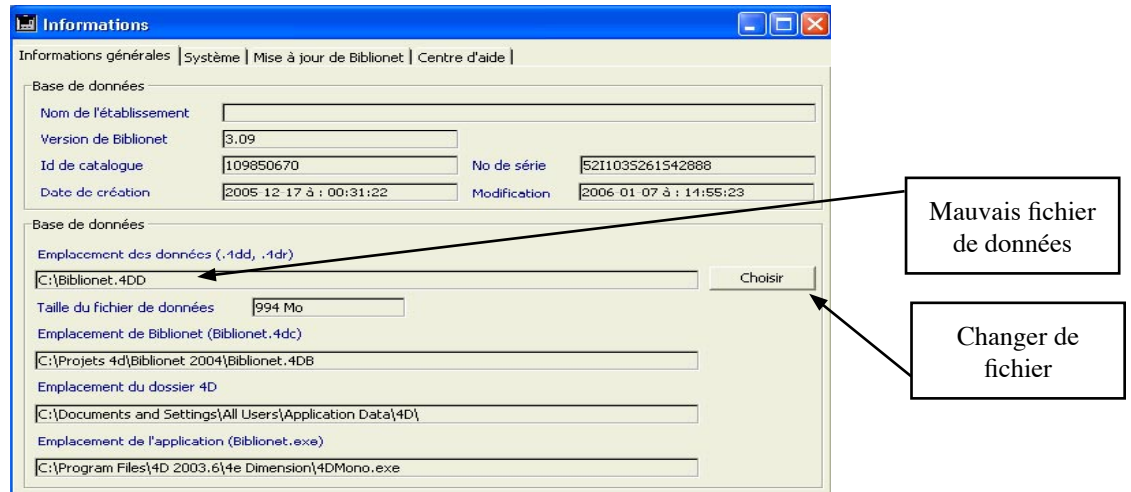 Informations
Informations générales Système Mise à jour de Biblionet Centre d'aide
Base de données
Nom de l'établissement
Version de Biblionet 3.09
Id de catalogue 109850670 No de série 52I103S261S42888
Date de création 2005-12-17 à : 00:31:22 Modification 2006-01-07 à : 14:55:23
Base de données
Emplacement des données (.4dd, .4dr)
C:\Biblionet.4DD Choisir
Taille du fichier de données 994 Mo
Emplacement de Biblionet (Biblionet.4dc)
C:\Projets 4d\Biblionet 2004\Biblionet.4DB
Emplacement du dossier 4D
C:\Documents and Settings\All Users\Application Data\4D\
Emplacement de l'application (Biblionet.exe)
C:\Program Files\4D 2003.6\4e Dimension\4DMono.exe
Mauvais fichier
de données
Changer de
fichier